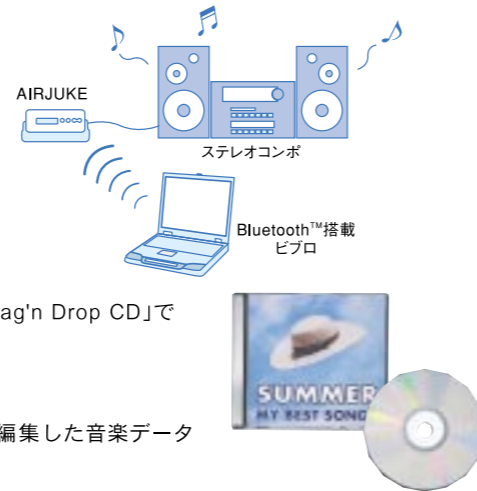 AIRJUKE
ステレオコンポ
Bluetooth™搭載
ビブロ
ag'n Drop CD」で
SUMMER
MY BEST SONG
編集した音楽データ